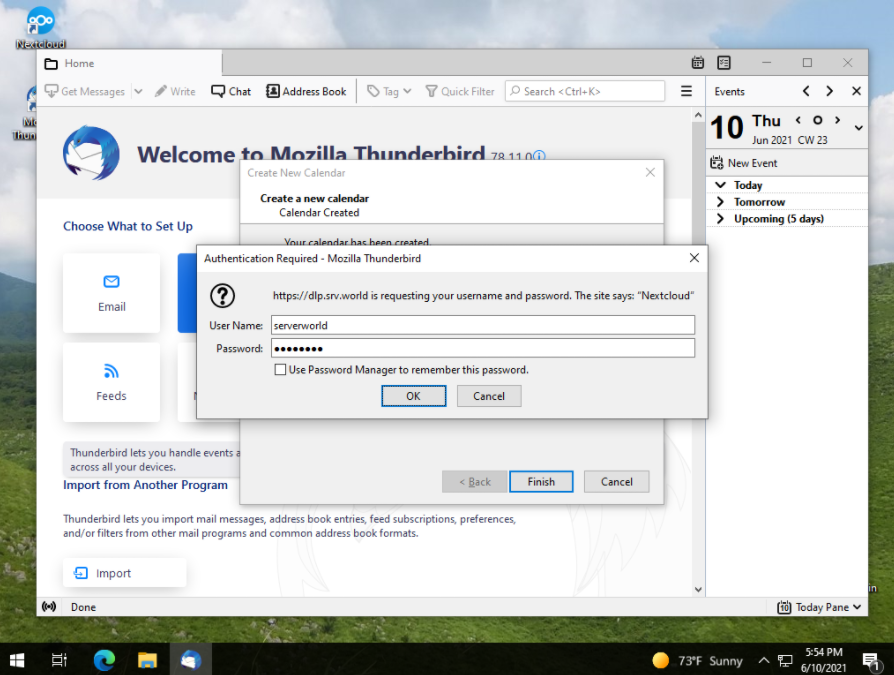 Nextcloud
Home
Get Messages
Write
Chat
Address Book
Tag
Quick Filter
Search <Ctrl+K>
Events
10
Thu
Jun 2021 CW 23
New Event
Today
Tomorrow
Upcoming (5 days)
Welcome to Mozilla Thunderbird 78.11.0
Choose What to Set Up
Email
Feeds
Create New Calendar
Create a new calendar
Calendar Created
Your calendar has been created.
Authentication Required - Mozilla Thunderbird
https://dlp.srv.world is requesting your username and password. The site says: “Nextcloud”
User Name: serverworld
Password: ●●●●●●●●
Use Password Manager to remember this password.
OK
Cancel
< Back
Finish
Cancel
Thunderbird lets you handle events a
across all your devices.
Import from Another Program
Thunderbird lets you import mail messages, address book entries, feed subscriptions, preferences,
and/or filters from other mail programs and common address book formats.
Import
Done
10 Today Pane
73°F Sunny
5:54 PM
6/10/2021
1